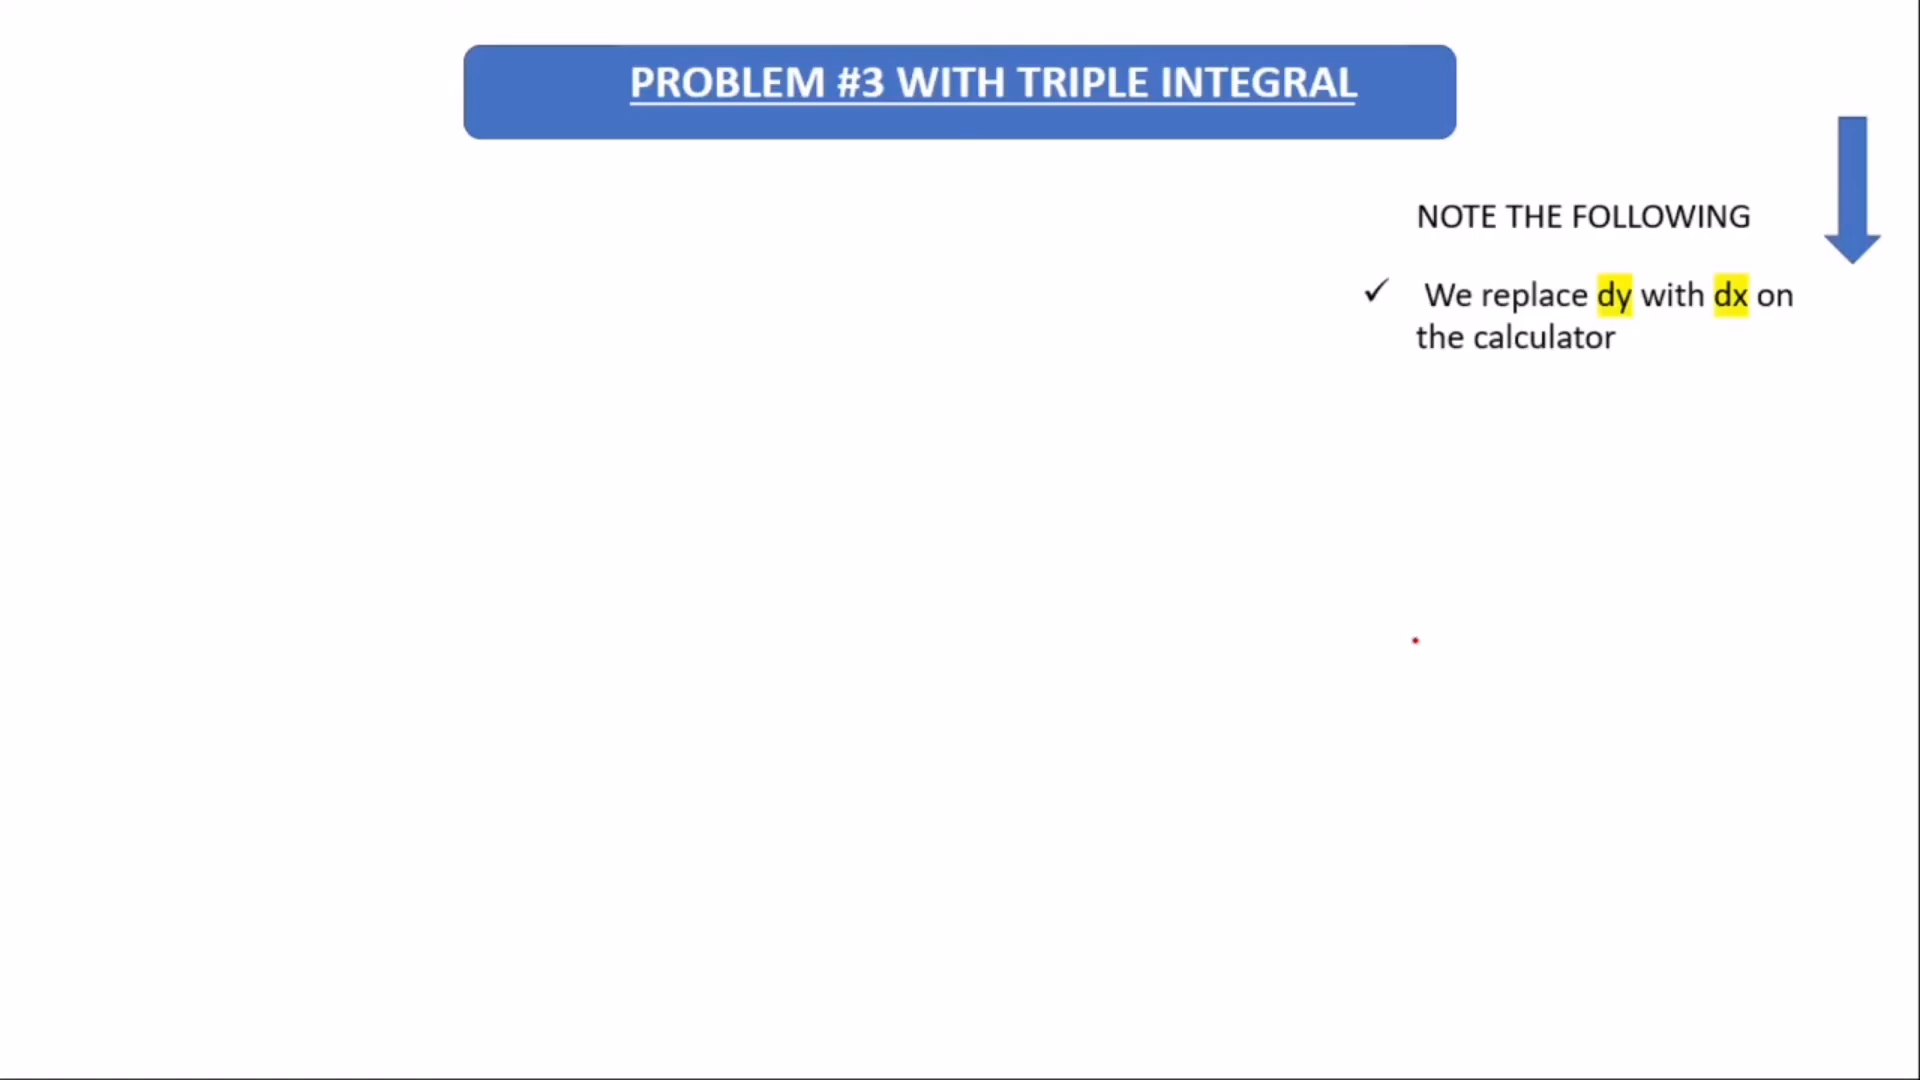 PROBLEM #3 WITH TRIPLE INTEGRAL
NOTE THE FOLLOWING
✓ We replace dy with dx on
the calculator